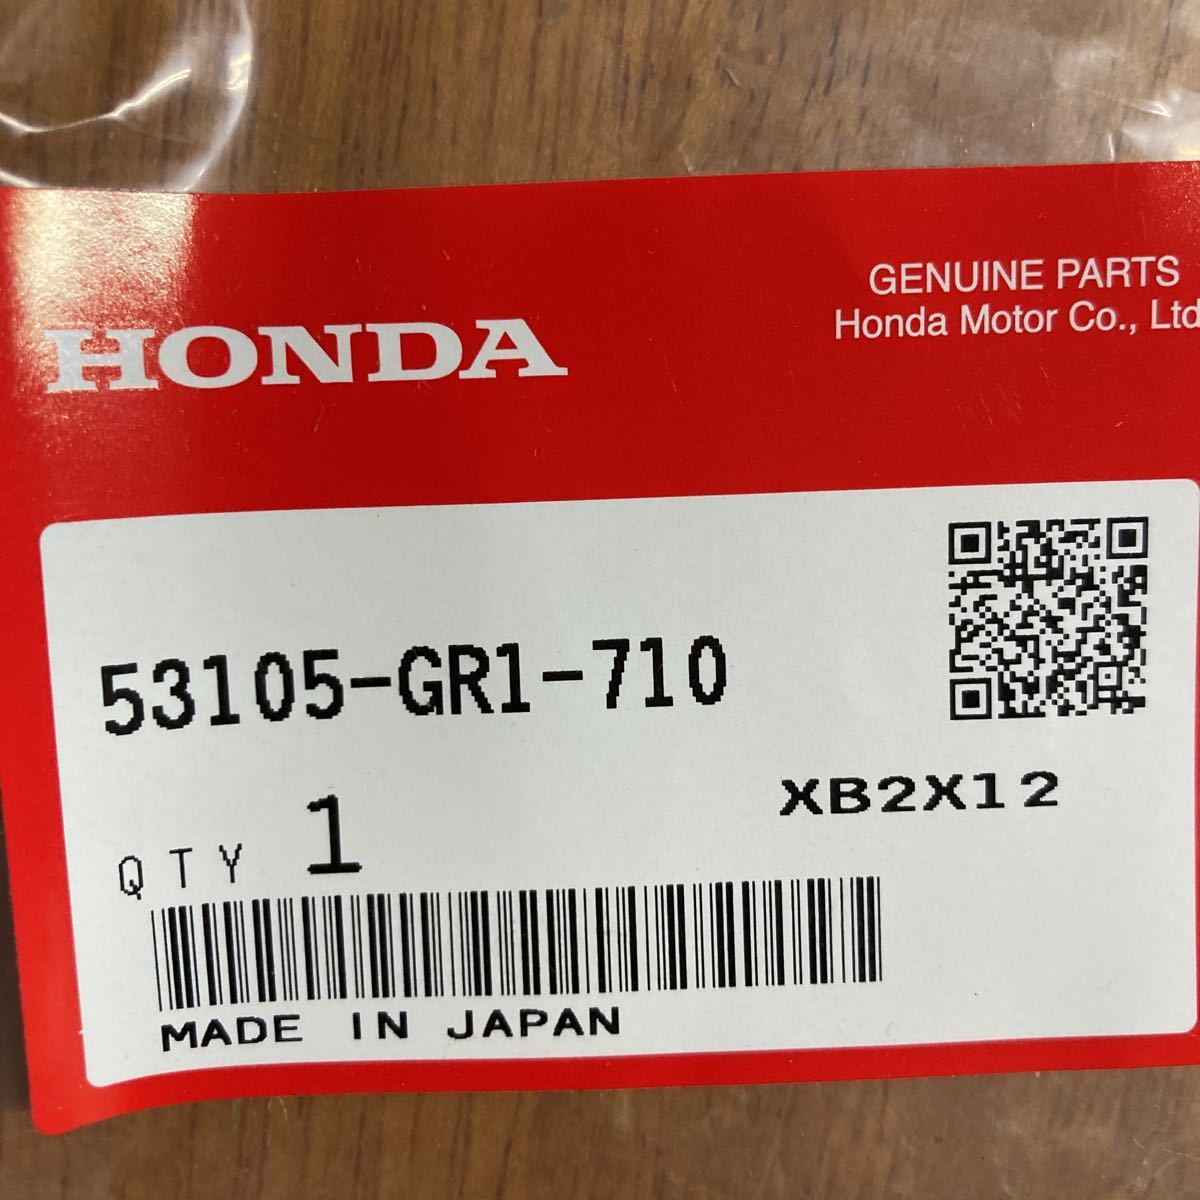 HONDA
GENUINE PARTS
Honda Motor Co., Ltd
53105-GR1-710
XB2X12
QTY 1
MADE IN JAPAN